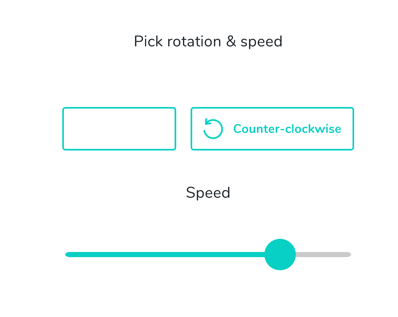 Pick rotation & speed
Counter-clockwise
Speed